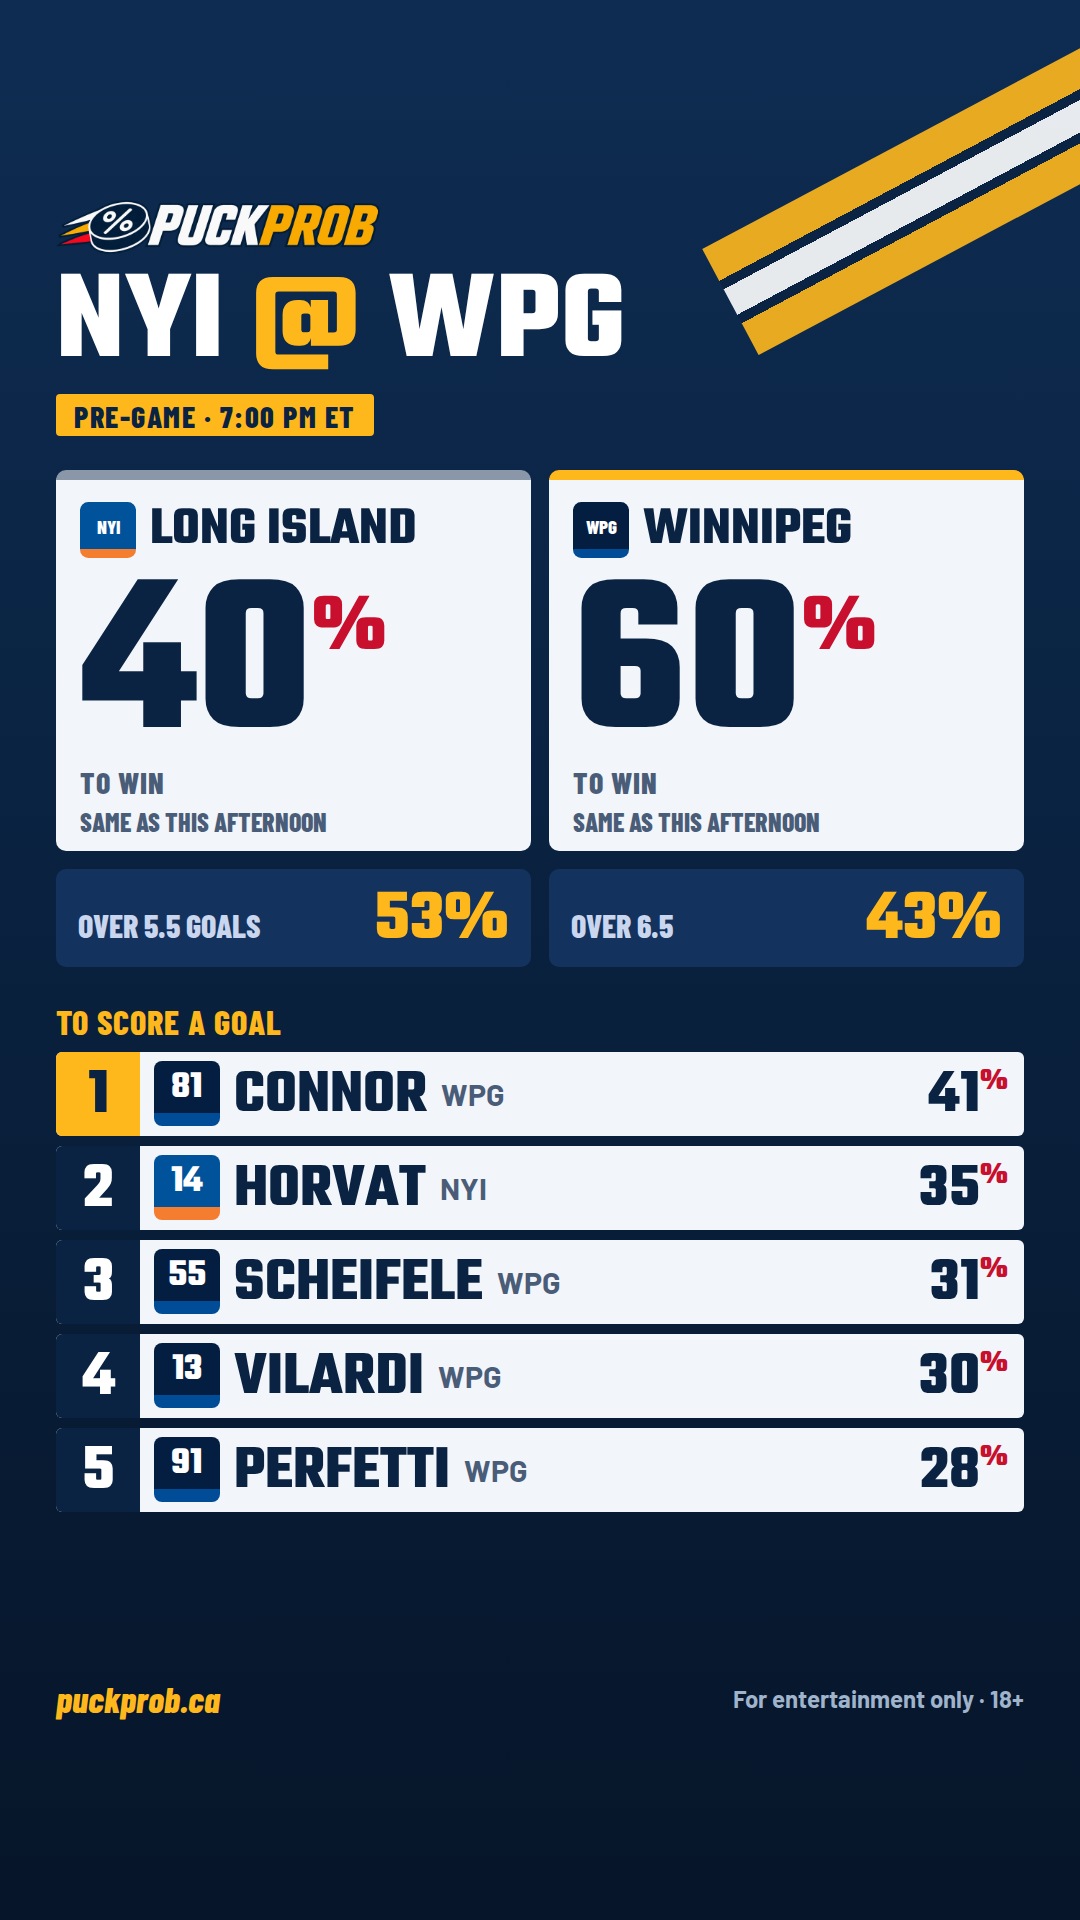 % PUCKPROB
NYI @ WPG
PRE-GAME · 7:00 PM ET
NYI LONG ISLAND
40%
TO WIN
SAME AS THIS AFTERNOON
WPG WINNIPEG
60%
TO WIN
SAME AS THIS AFTERNOON
OVER 5.5 GOALS 53%
OVER 6.5 43%
TO SCORE A GOAL
1 81 CONNOR WPG 41%
2 14 HORVAT NYI 35%
3 55 SCHEIFELE WPG 31%
4 13 VILARDI WPG 30%
5 91 PERFETTI WPG 28%
puckprob.ca
For entertainment only · 18+